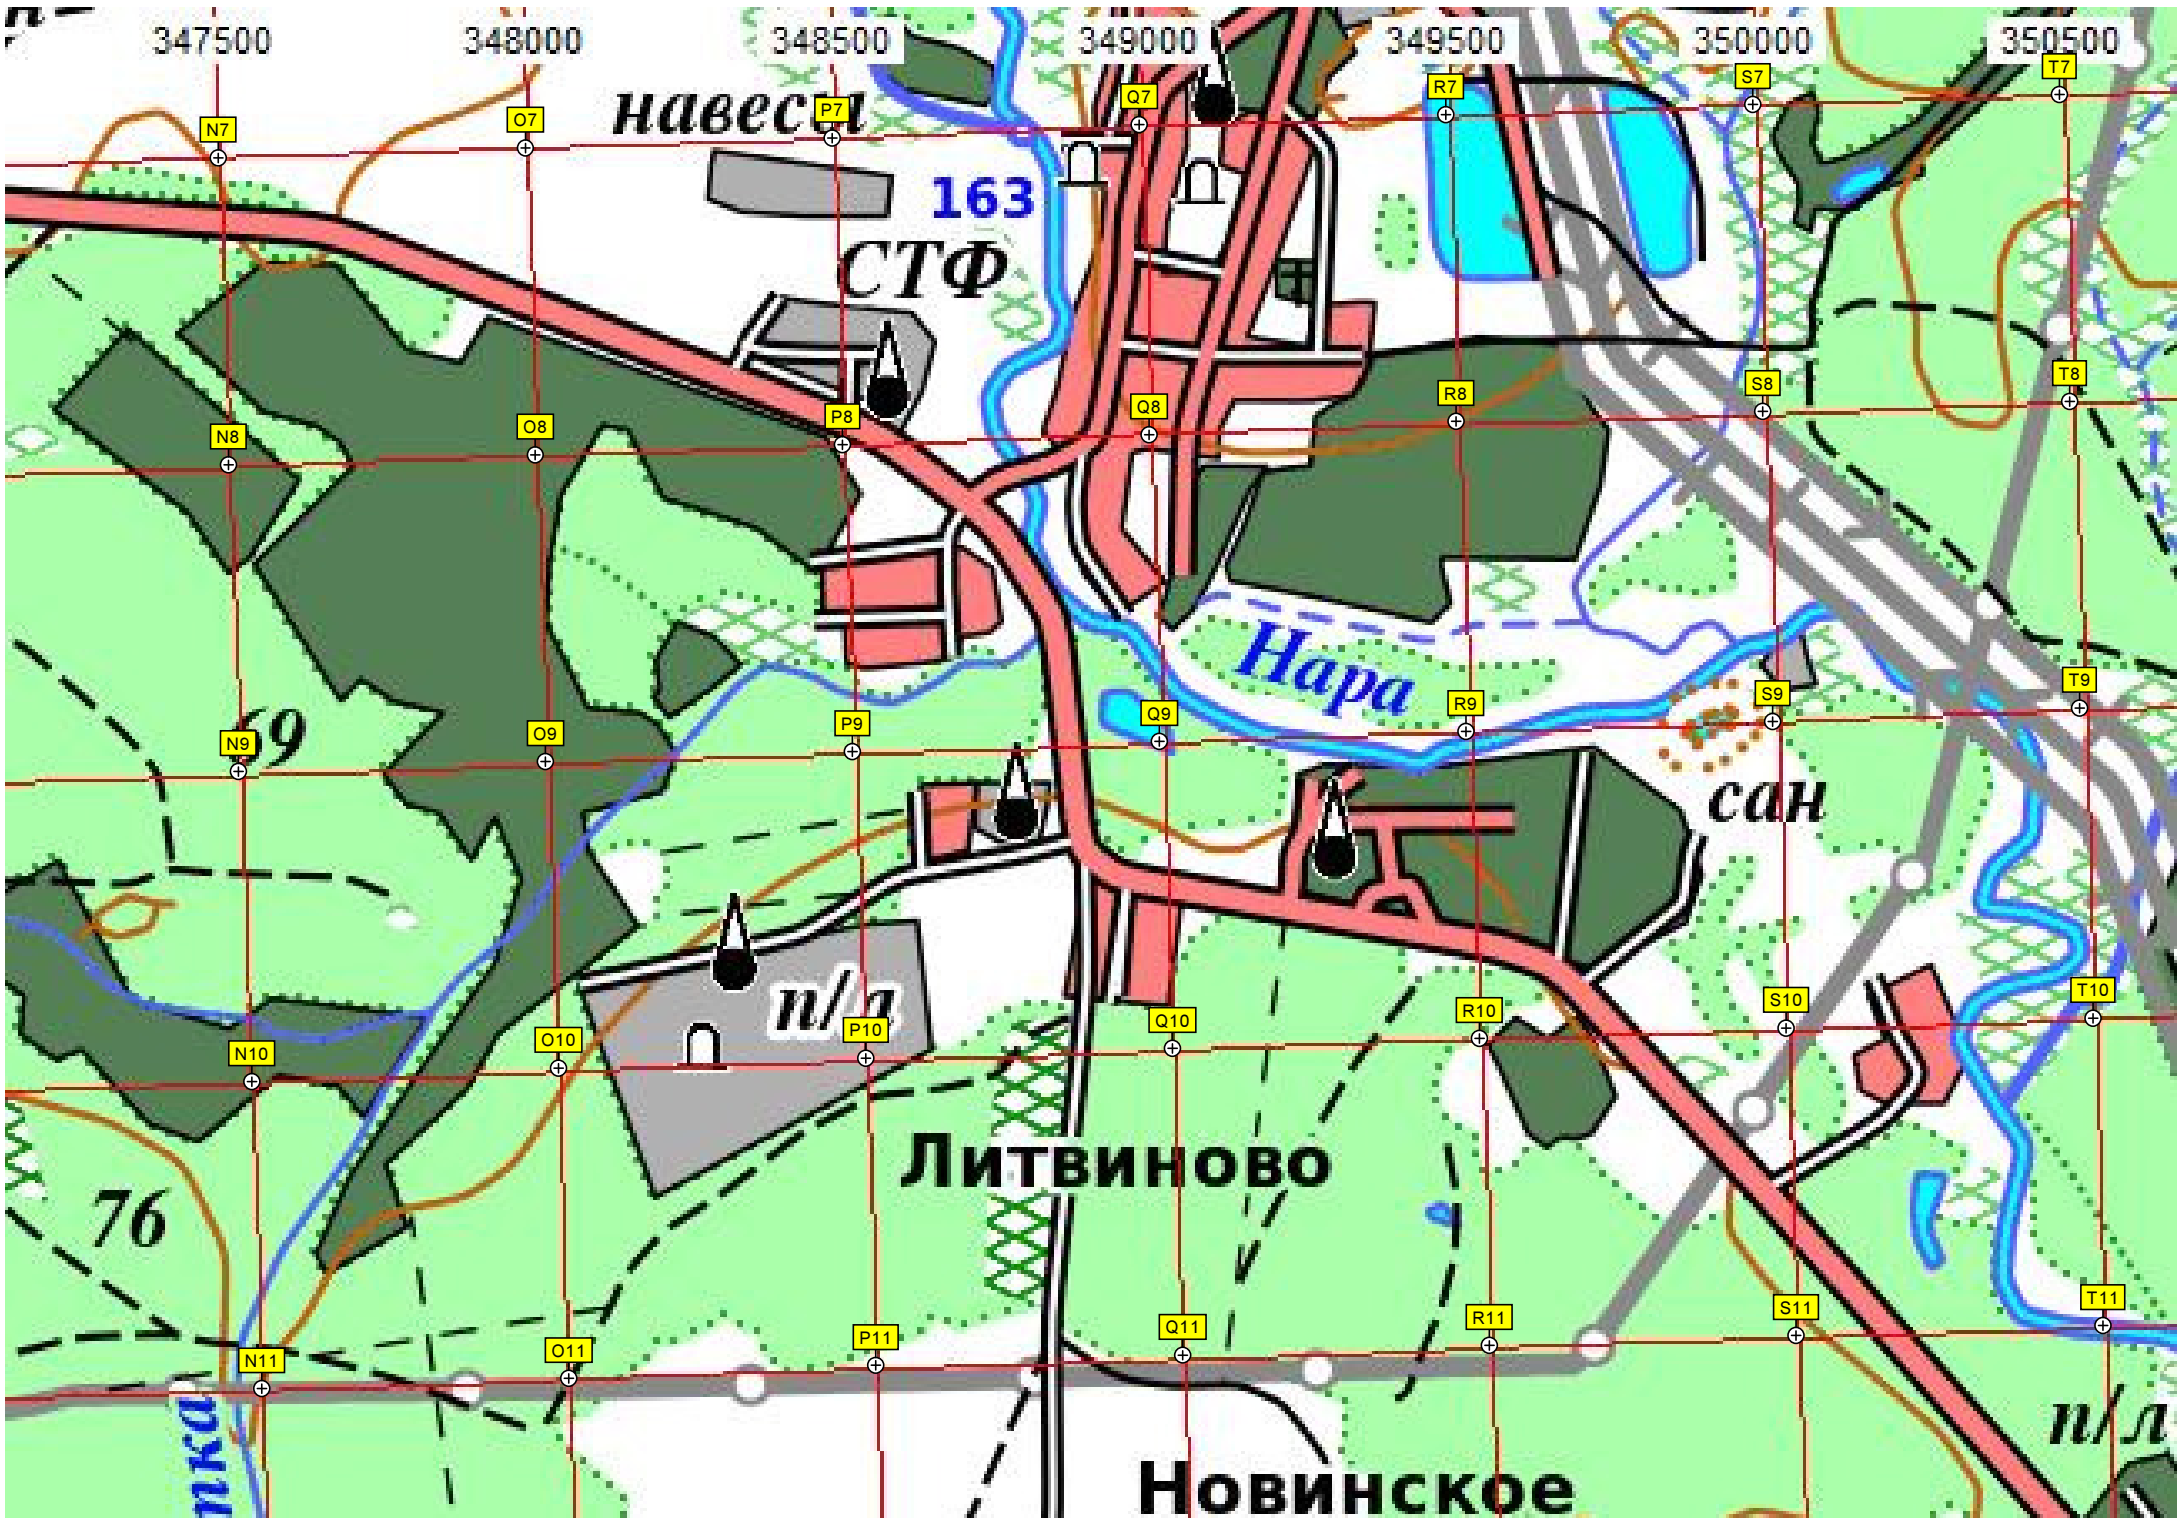 347500 348000 348500 349000 349500 350000 350500
N7 O7 P7 Q7 R7 S7 T7
навесы
163
СТФ
N8 O8 P8 Q8 R8 S8 T8
Нара
69
N9 O9 P9 Q9 R9 S9 T9
сан
п/л
N10 O10 P10 Q10 R10 S10 T10
Литвиново
76
N11 O11 P11 Q11 R11 S11 T11
п/л
Новинское